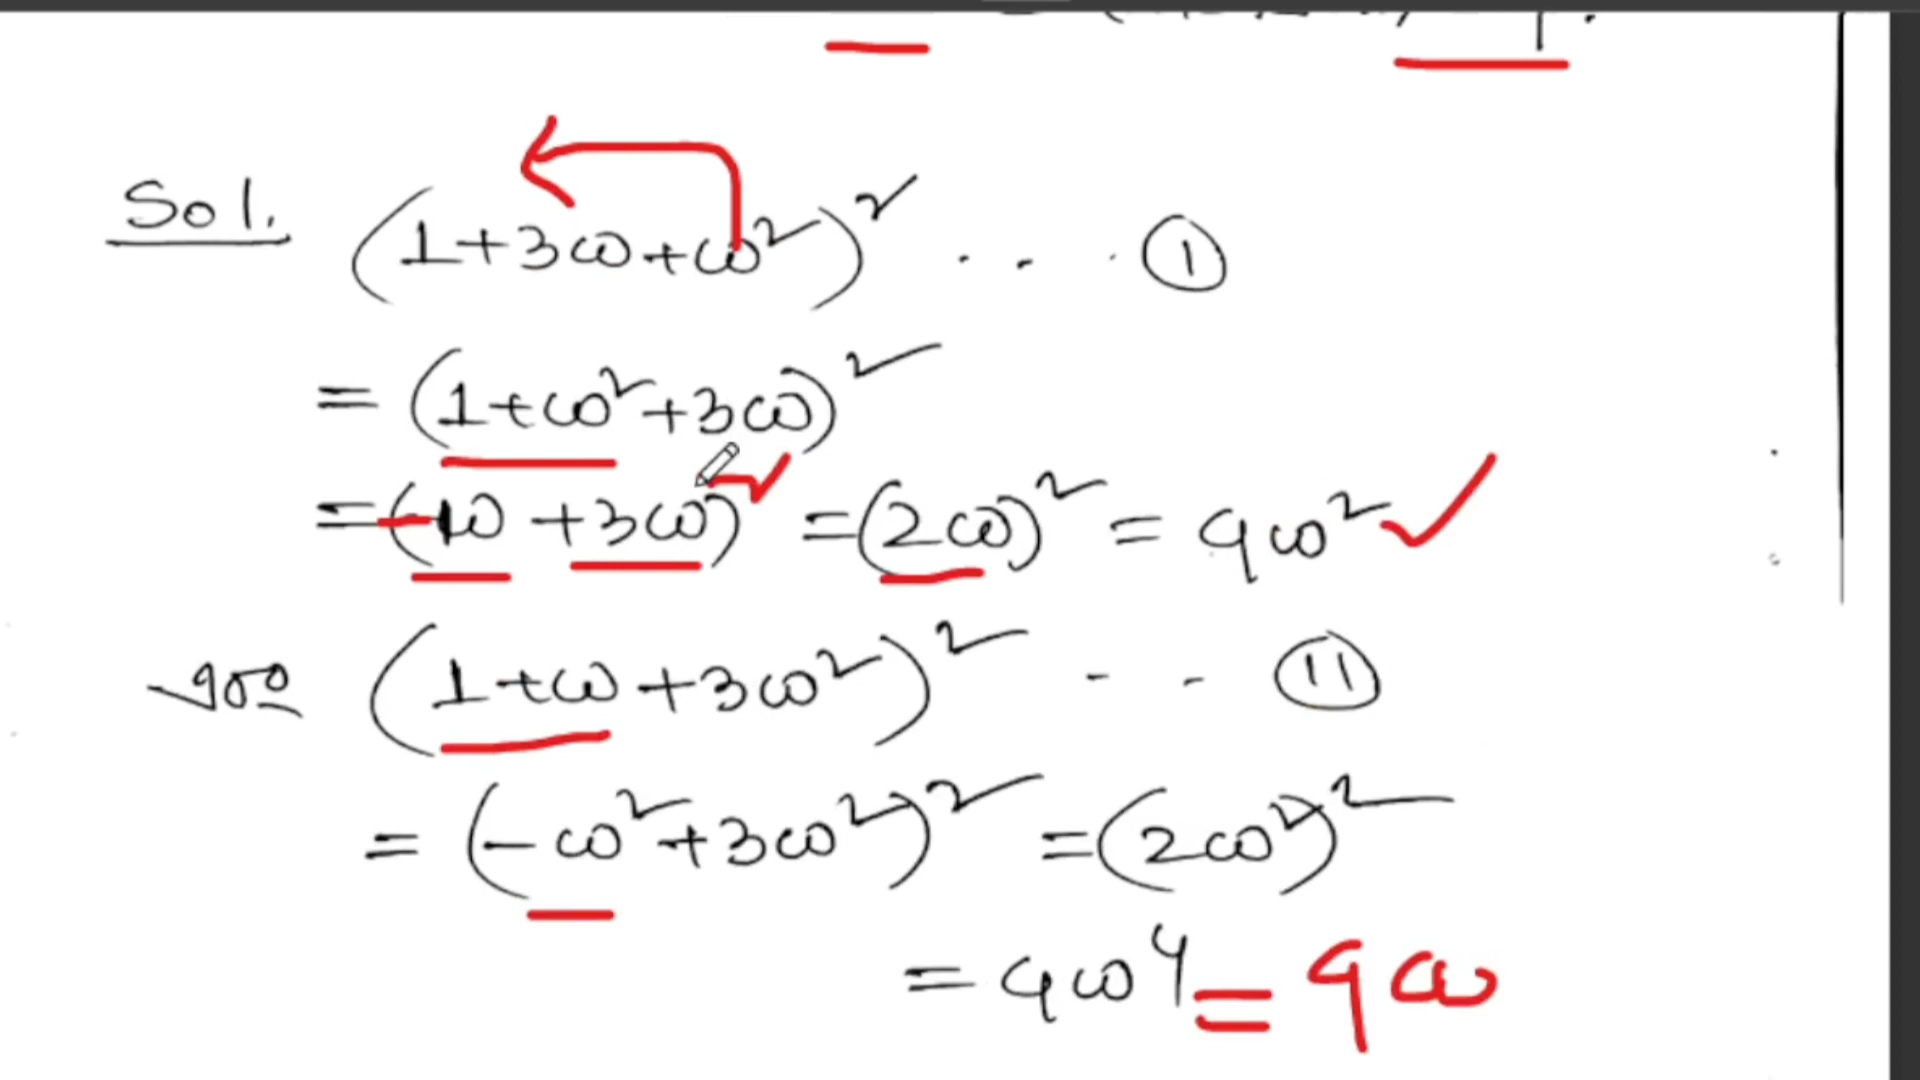 Sol. (1+3ω+ω²)² ... ①
= (1+ω²+3ω)²
= (-ω +3ω)² = (2ω)² = 4ω²
(1+ω+3ω²)² ... ⑪
= (-ω²+3ω²)² = (2ω²)²
= 4ω⁴ = 4ω